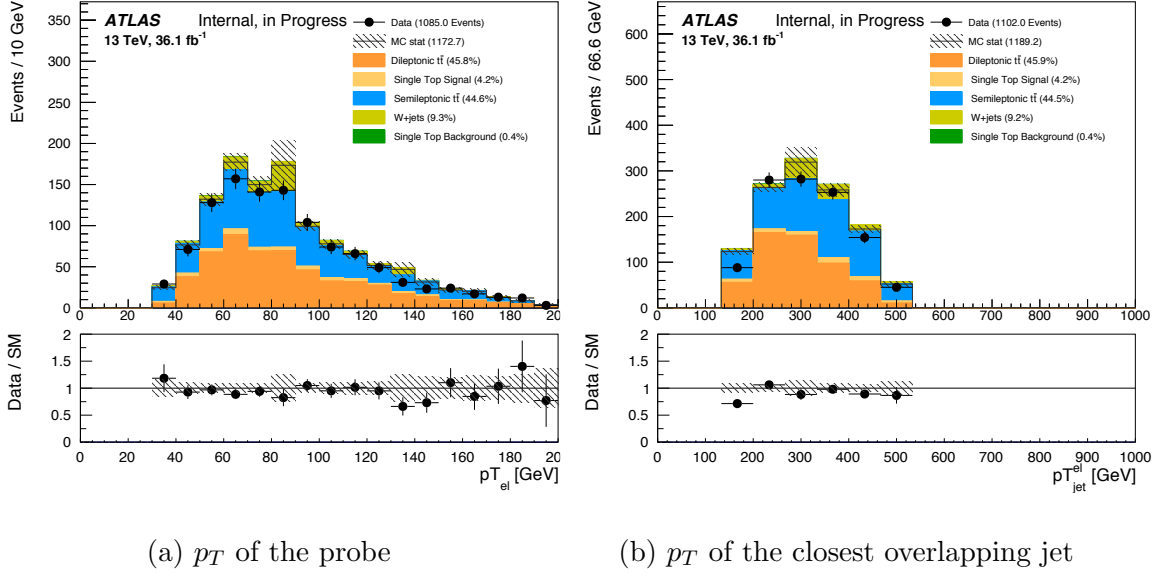 ATLAS Internal, in Progress
13 TeV, 36.1 fb⁻¹
Data (1085.0 Events)
MC stat (1172.7)
Dileptonic tt̄ (45.8%)
Single Top Signal (4.2%)
Semileptonic tt̄ (44.6%)
W+jets (9.3%)
Single Top Background (0.4%)
Events / 10 GeV
350
300
250
200
150
100
50
0
0 20 40 60 80 100 120 140 160 180 20
Data / SM
2
1.5
1
0.5
0
0 20 40 60 80 100 120 140 160 180 20
pT_el [GeV]
ATLAS Internal, in Progress
13 TeV, 36.1 fb⁻¹
Data (1102.0 Events)
MC stat (1189.2)
Dileptonic tt̄ (45.9%)
Single Top Signal (4.2%)
Semileptonic tt̄ (44.5%)
W+jets (9.2%)
Single Top Background (0.4%)
Events / 66.6 GeV
600
500
400
300
200
100
0
0 100 200 300 400 500 600 700 800 900 1000
Data / SM
2
1.5
1
0.5
0
0 100 200 300 400 500 600 700 800 900 1000
pT^el_jet [GeV]
(a) p_T of the probe
(b) p_T of the closest overlapping jet